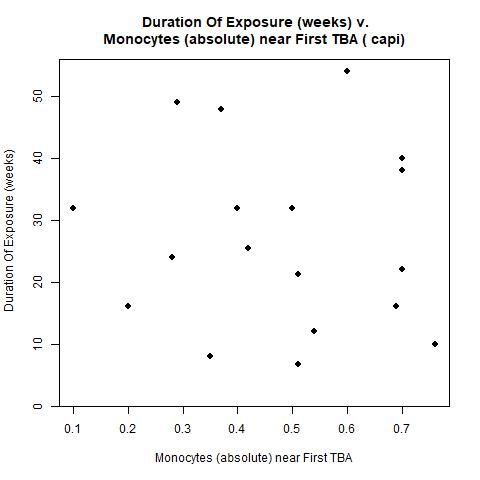 Duration Of Exposure (weeks) v.
Monocytes (absolute) near First TBA ( capi)
Duration Of Exposure (weeks)
50
40
30
20
10
0
0.1 0.2 0.3 0.4 0.5 0.6 0.7
Monocytes (absolute) near First TBA